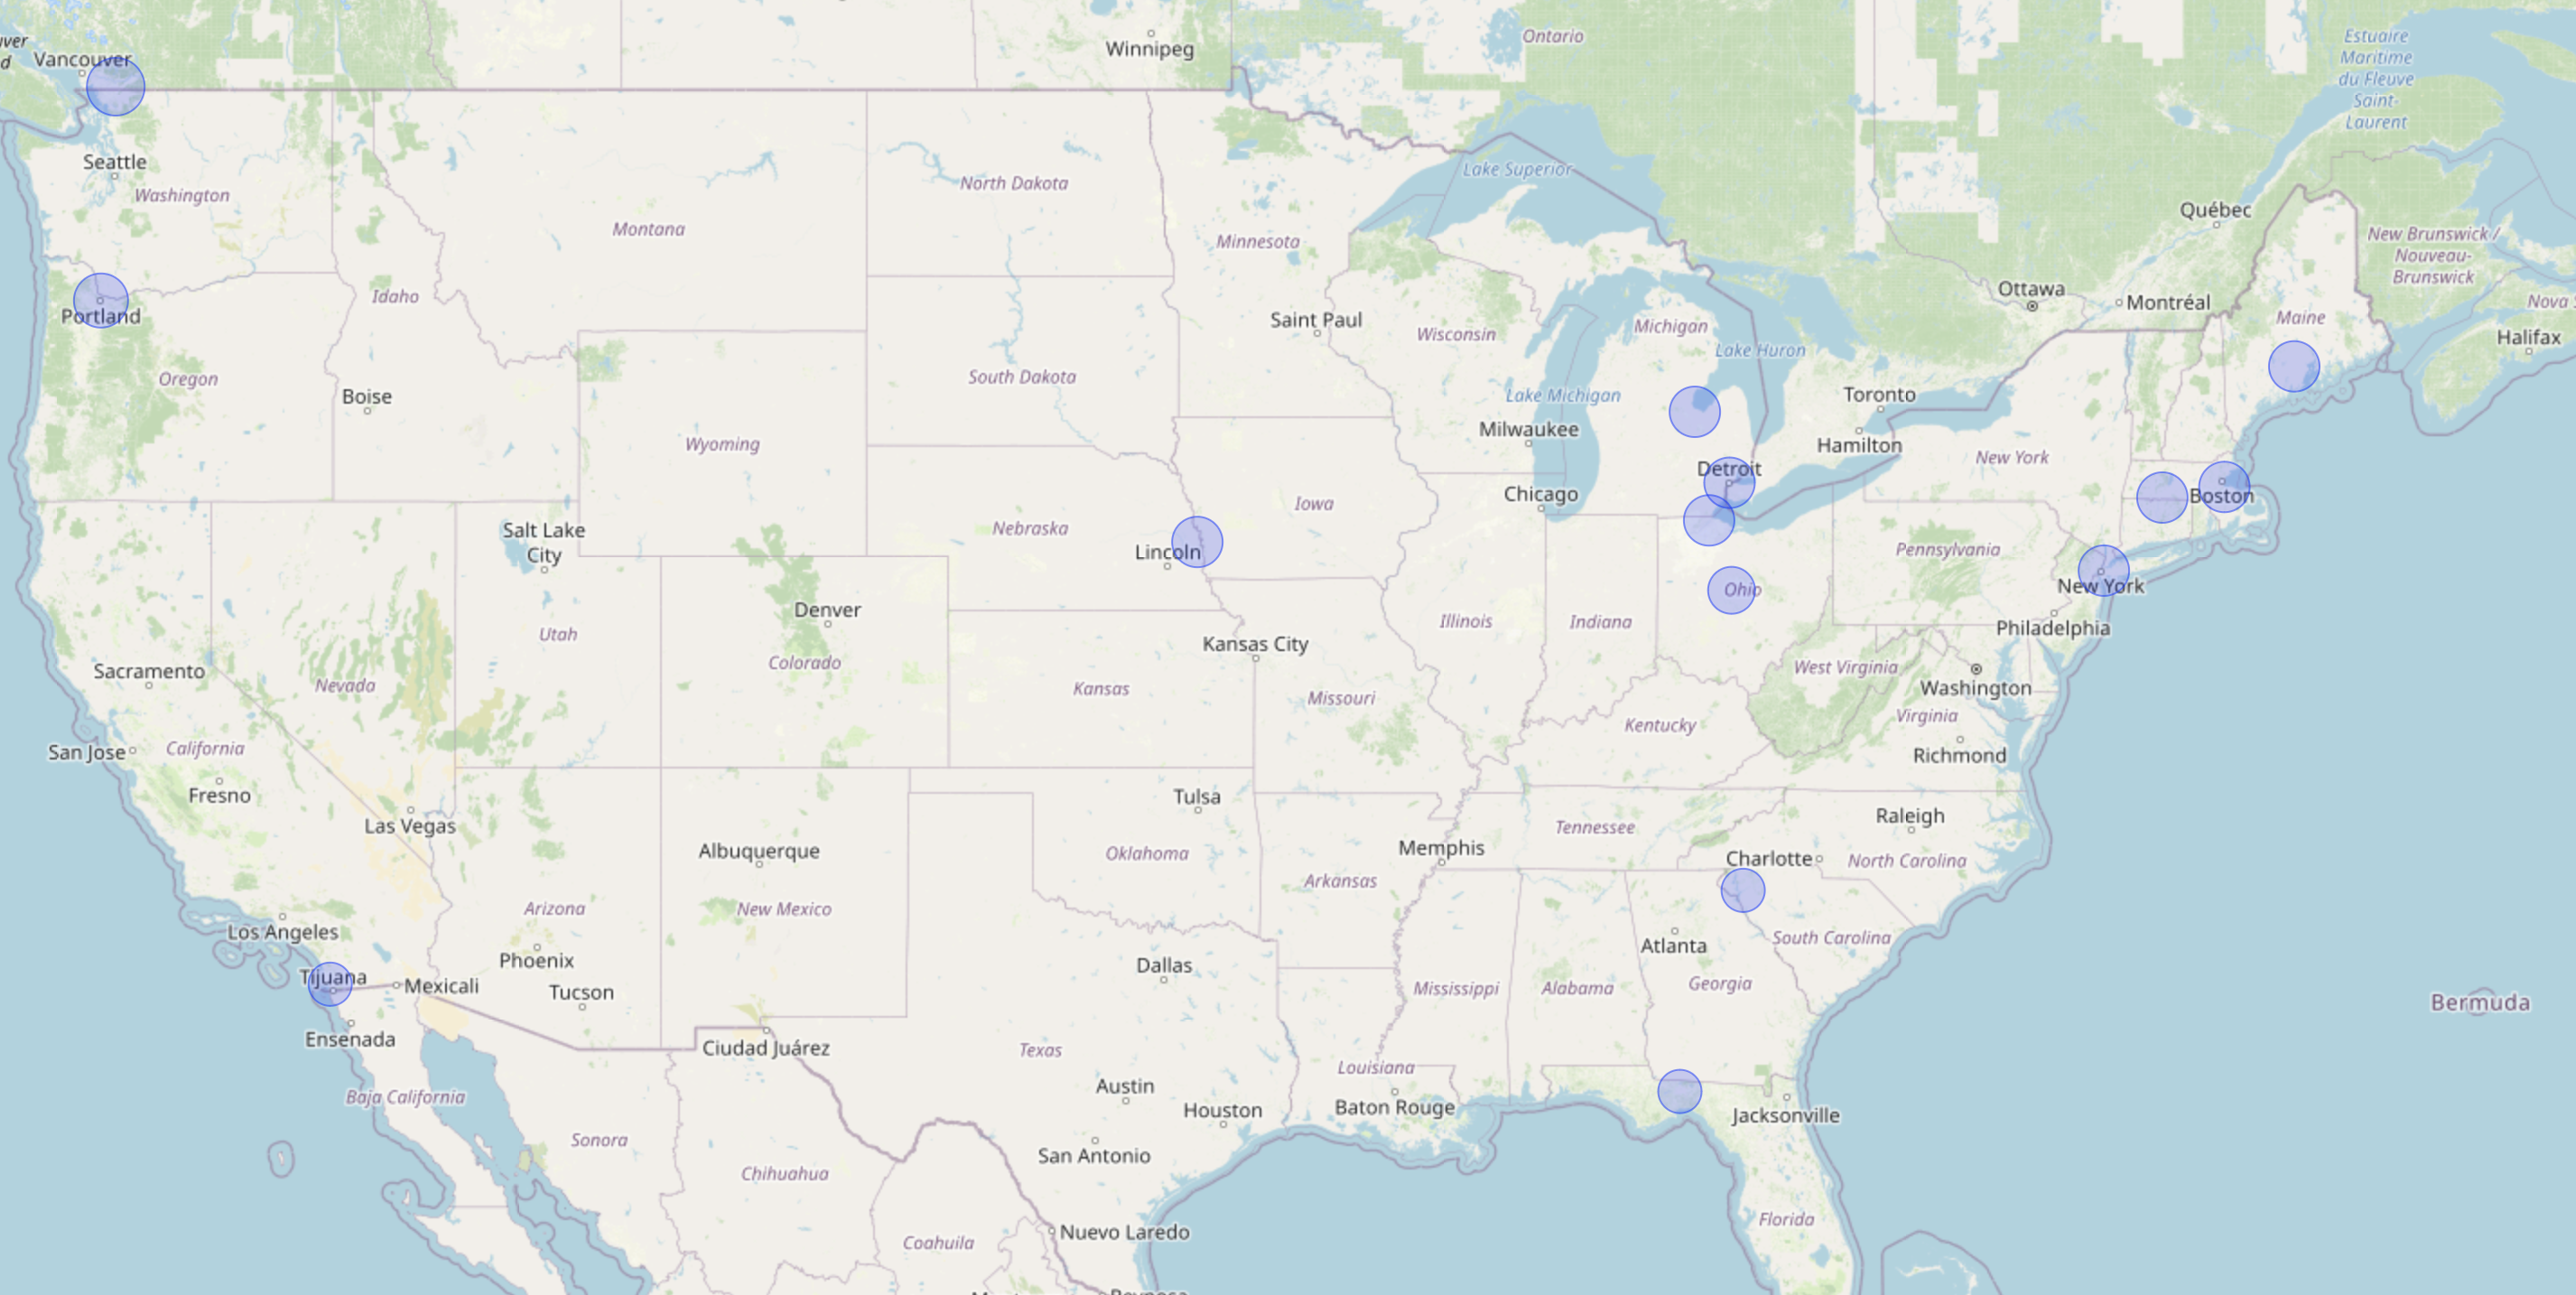 Vancouver
Winnipeg
Ontario
Estuaire
Maritime
du Fleuve
Saint-
Laurent
Seattle
Washington
Lake Superior
North Dakota
Montana
Minnesota
Québec
New Brunswick /
Nouveau-
Brunswick
Portland
Idaho
Ottawa
Montréal
Nova
Maine
Saint Paul
Wisconsin
Michigan
Lake Huron
Halifax
Oregon
Boise
South Dakota
Lake Michigan
Toronto
Milwaukee
Hamilton
Wyoming
New York
Detroit
Chicago
Boston
Iowa
Salt Lake
City
Nebraska
Lincoln
Pennsylvania
New York
Ohio
Denver
Illinois
Indiana
Philadelphia
Utah
Kansas City
Colorado
West Virginia
Sacramento
Nevada
Kansas
Missouri
Washington
Virginia
Kentucky
San Jose
California
Richmond
Fresno
Tulsa
Las Vegas
Raleigh
Tennessee
Albuquerque
Oklahoma
Memphis
Charlotte
North Carolina
Arkansas
Arizona
New Mexico
Los Angeles
South Carolina
Atlanta
Phoenix
Dallas
Tijuana
Mexicali
Tucson
Mississippi
Alabama
Georgia
Bermuda
Ensenada
Ciudad Juárez
Texas
Louisiana
Austin
Baja California
Houston
Baton Rouge
Jacksonville
Sonora
San Antonio
Chihuahua
Florida
Nuevo Laredo
Coahuila